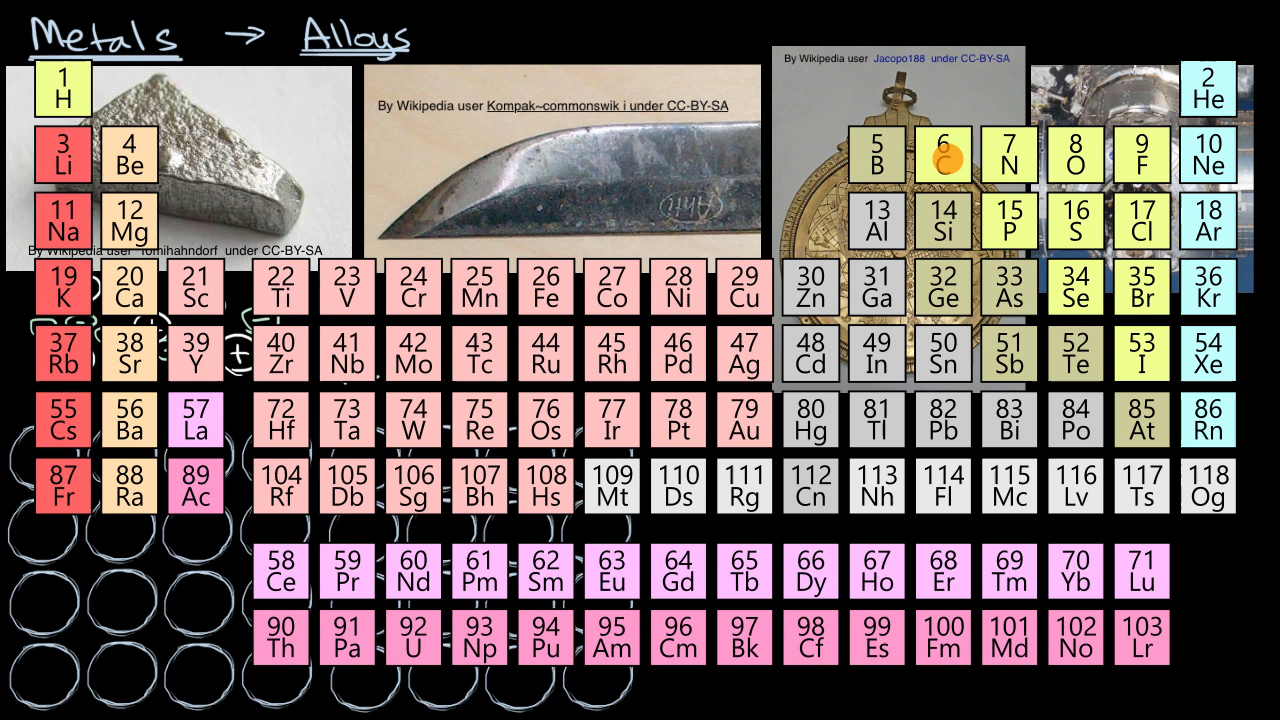 Metals → Alloys
By Wikipedia user Jacopo188 under CC-BY-SA
By Wikipedia user Kompak~commonswik i under CC-BY-SA
1 H 2 He
3 Li 4 Be 5 B 6 C 7 N 8 O 9 F 10 Ne
11 Na 12 Mg 13 Al 14 Si 15 P 16 S 17 Cl 18 Ar
By Wikipedia user Tomihahndorf under CC-BY-SA
19 K 20 Ca 21 Sc 22 Ti 23 V 24 Cr 25 Mn 26 Fe 27 Co 28 Ni 29 Cu 30 Zn 31 Ga 32 Ge 33 As 34 Se 35 Br 36 Kr
37 Rb 38 Sr 39 Y 40 Zr 41 Nb 42 Mo 43 Tc 44 Ru 45 Rh 46 Pd 47 Ag 48 Cd 49 In 50 Sn 51 Sb 52 Te 53 I 54 Xe
55 Cs 56 Ba 57 La 72 Hf 73 Ta 74 W 75 Re 76 Os 77 Ir 78 Pt 79 Au 80 Hg 81 Tl 82 Pb 83 Bi 84 Po 85 At 86 Rn
87 Fr 88 Ra 89 Ac 104 Rf 105 Db 106 Sg 107 Bh 108 Hs 109 Mt 110 Ds 111 Rg 112 Cn 113 Nh 114 Fl 115 Mc 116 Lv 117 Ts 118 Og
58 Ce 59 Pr 60 Nd 61 Pm 62 Sm 63 Eu 64 Gd 65 Tb 66 Dy 67 Ho 68 Er 69 Tm 70 Yb 71 Lu
90 Th 91 Pa 92 U 93 Np 94 Pu 95 Am 96 Cm 97 Bk 98 Cf 99 Es 100 Fm 101 Md 102 No 103 Lr